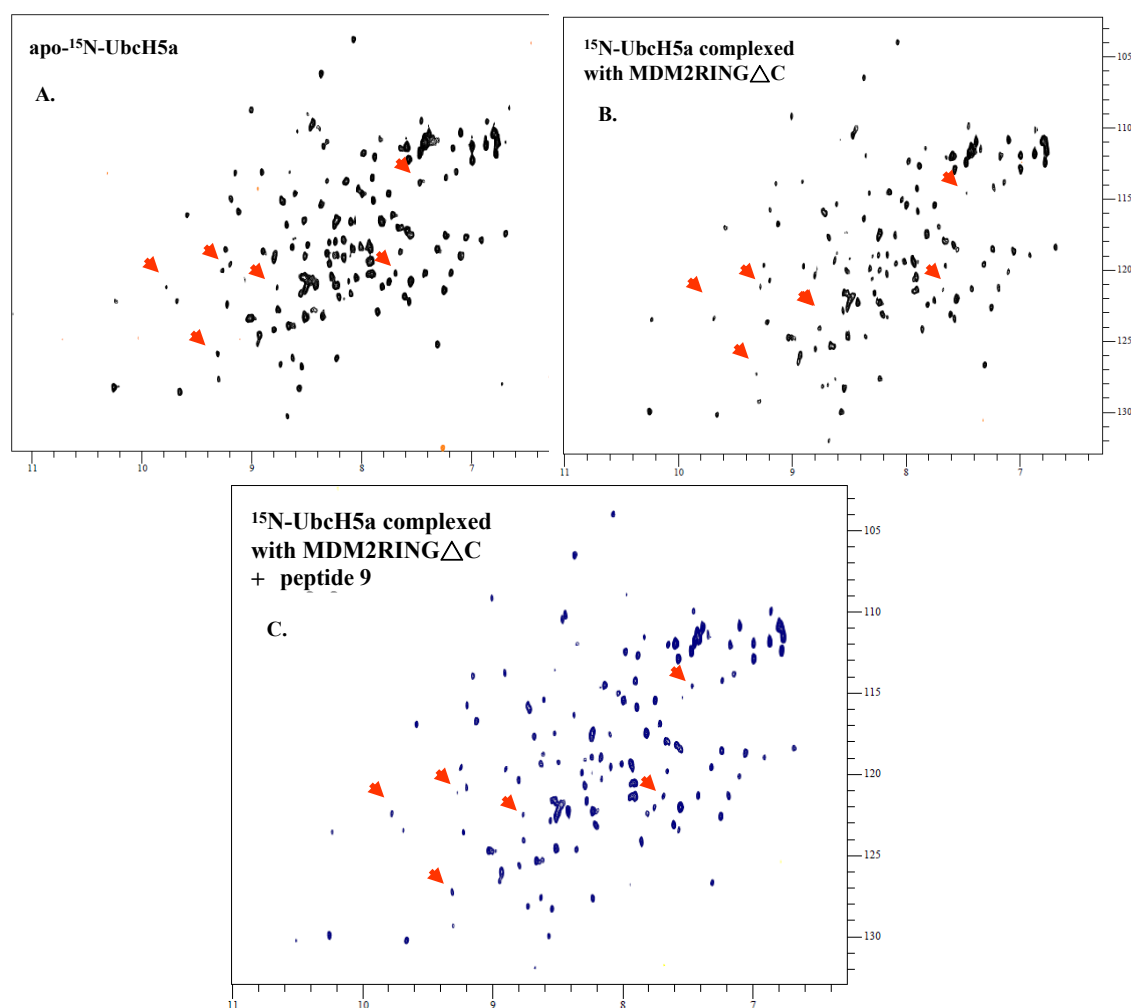 apo-¹⁵N-UbcH5a
A.
11 10 9 8 7
¹⁵N-UbcH5a complexed
with MDM2RING△C
B.
105
110
115
120
125
130
11 10 9 8 7
¹⁵N-UbcH5a complexed
with MDM2RING△C
+ peptide 9
C.
105
110
115
120
125
130
11 10 9 8 7